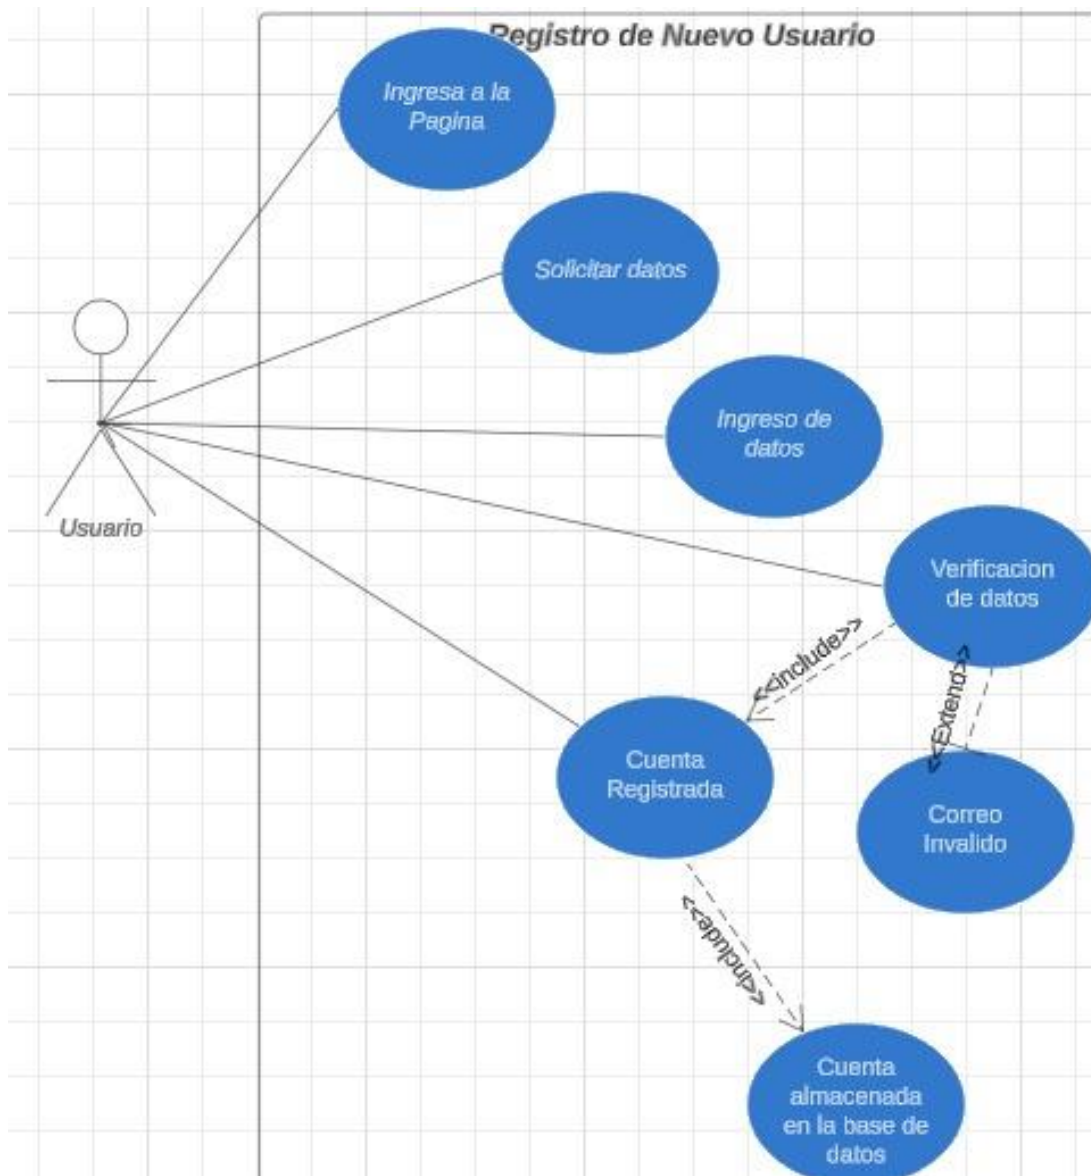 Registro de Nuevo Usuario
Ingresa a la
Pagina
Solicitar datos
Ingreso de
datos
Usuario
Verificacion
de datos
<<include>>
<<Extend>>
Cuenta
Registrada
Correo
Invalido
<<Include>>
Cuenta
almacenada
en la base de
datos